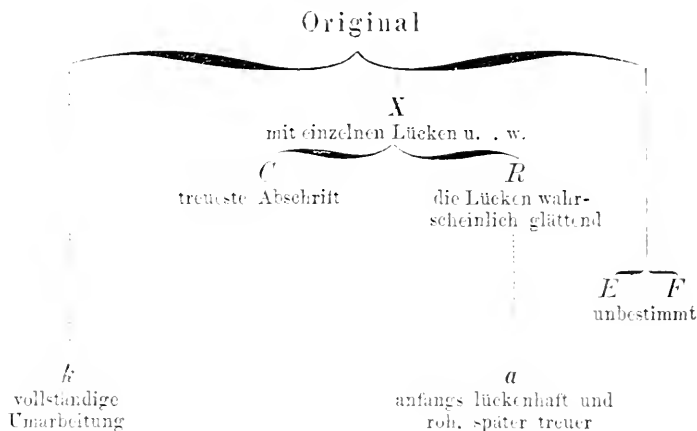 Original
X
mit einzelnen Lücken u. . w.
C R
treueste Abschrift die Lücken wahr-
scheinlich glättend
E F
unbestimmt
k a
vollständige anfangs lückenhaft und
Umarbeitung roh, später treuer